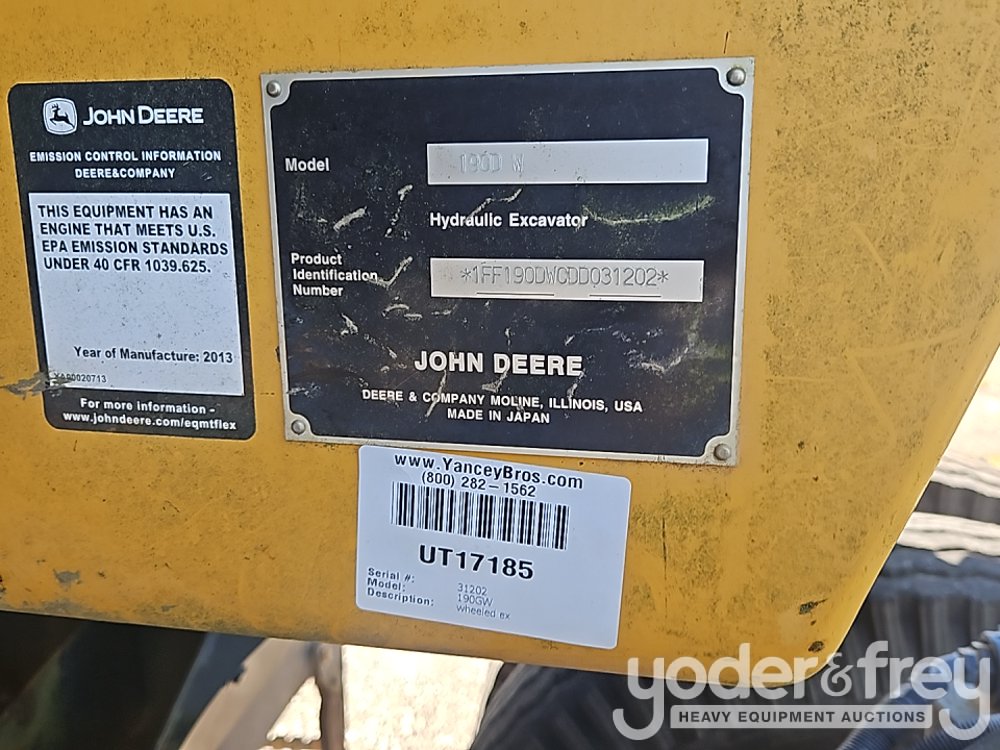 JOHN DEERE
EMISSION CONTROL INFORMATION
DEERE&COMPANY
THIS EQUIPMENT HAS AN
ENGINE THAT MEETS U.S.
EPA EMISSION STANDARDS
UNDER 40 CFR 1039.625.
Year of Manufacture: 2013
YA90020713
For more information -
www.johndeere.com/eqmtflex
Model 190D W
Hydraulic Excavator
Product
Identification
Number
*1FF190DWCDD031202*
JOHN DEERE
DEERE & COMPANY MOLINE, ILLINOIS, USA
MADE IN JAPAN
www.YanceyBros.com
(800) 282-1562
UT17185
Serial #: 31202
Model: 190GW
Description: wheeled ex
yoder&frey
HEAVY EQUIPMENT AUCTIONS